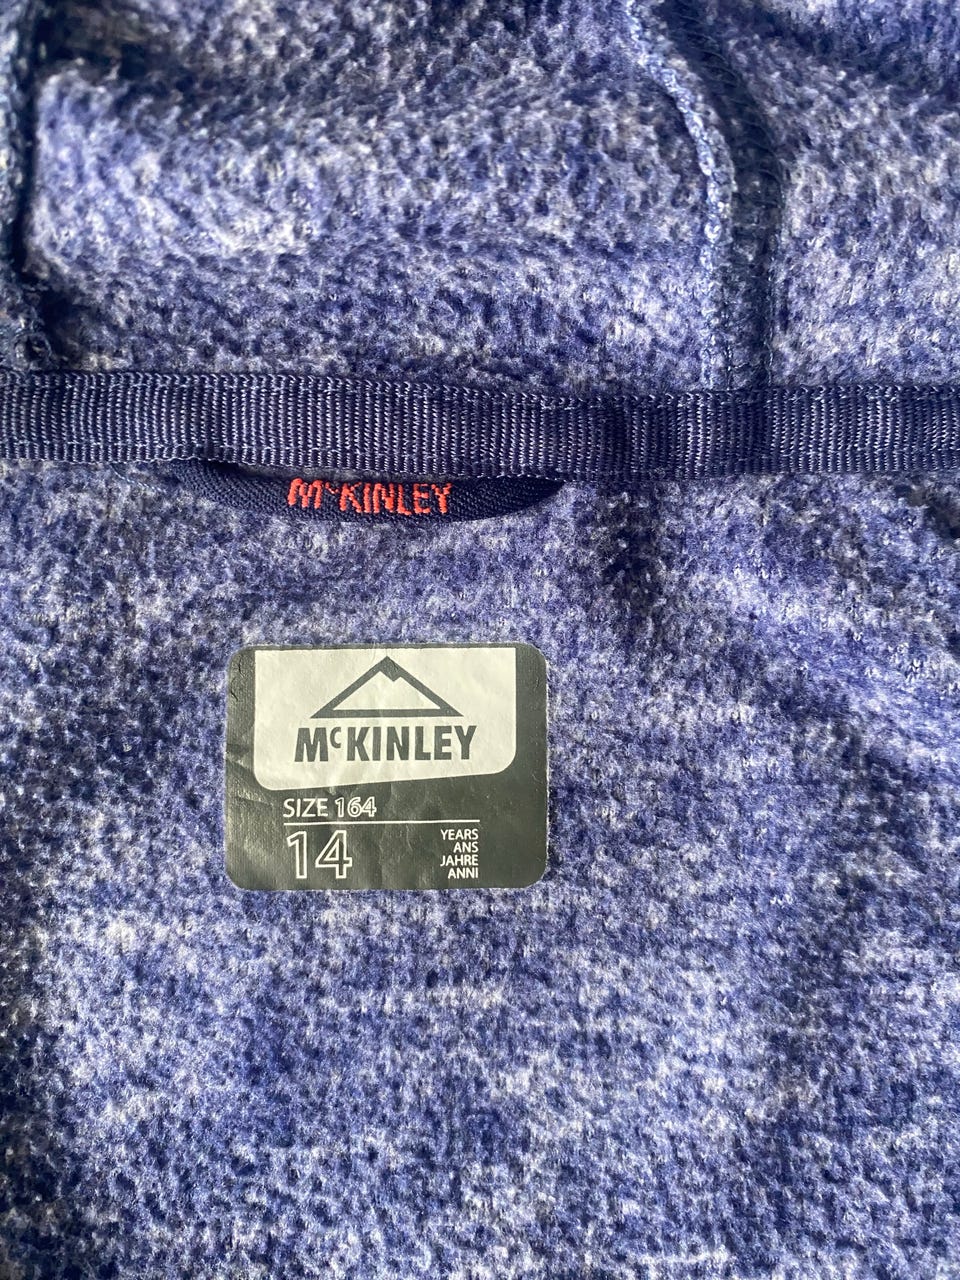 McKINLEY
McKINLEY
SIZE 164
14
YEARS
ANS
JAHRE
ANNI